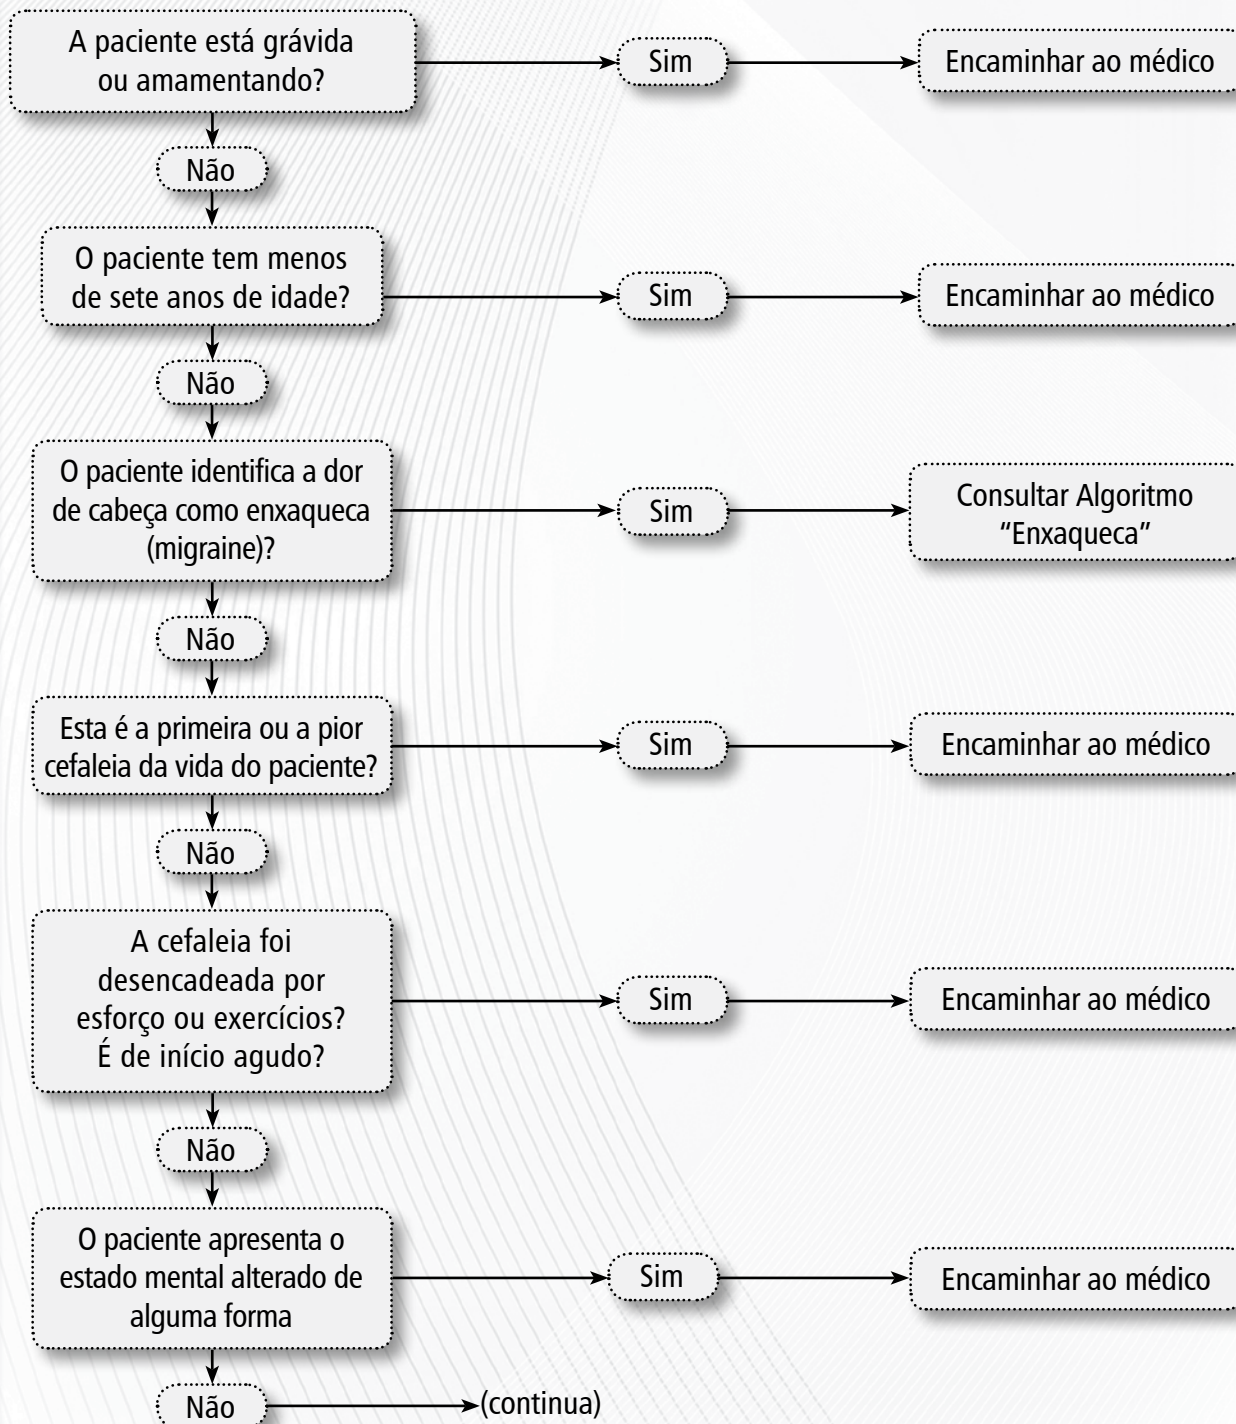 A paciente está grávida
ou amamentando?
Sim
Encaminhar ao médico
Não
O paciente tem menos
de sete anos de idade?
Sim
Encaminhar ao médico
Não
O paciente identifica a dor
de cabeça como enxaqueca
(migraine)?
Sim
Consultar Algoritmo
“Enxaqueca”
Não
Esta é a primeira ou a pior
cefaleia da vida do paciente?
Sim
Encaminhar ao médico
Não
A cefaleia foi
desencadeada por
esforço ou exercícios?
É de início agudo?
Sim
Encaminhar ao médico
Não
O paciente apresenta o
estado mental alterado de
alguma forma
Sim
Encaminhar ao médico
Não
(continua)